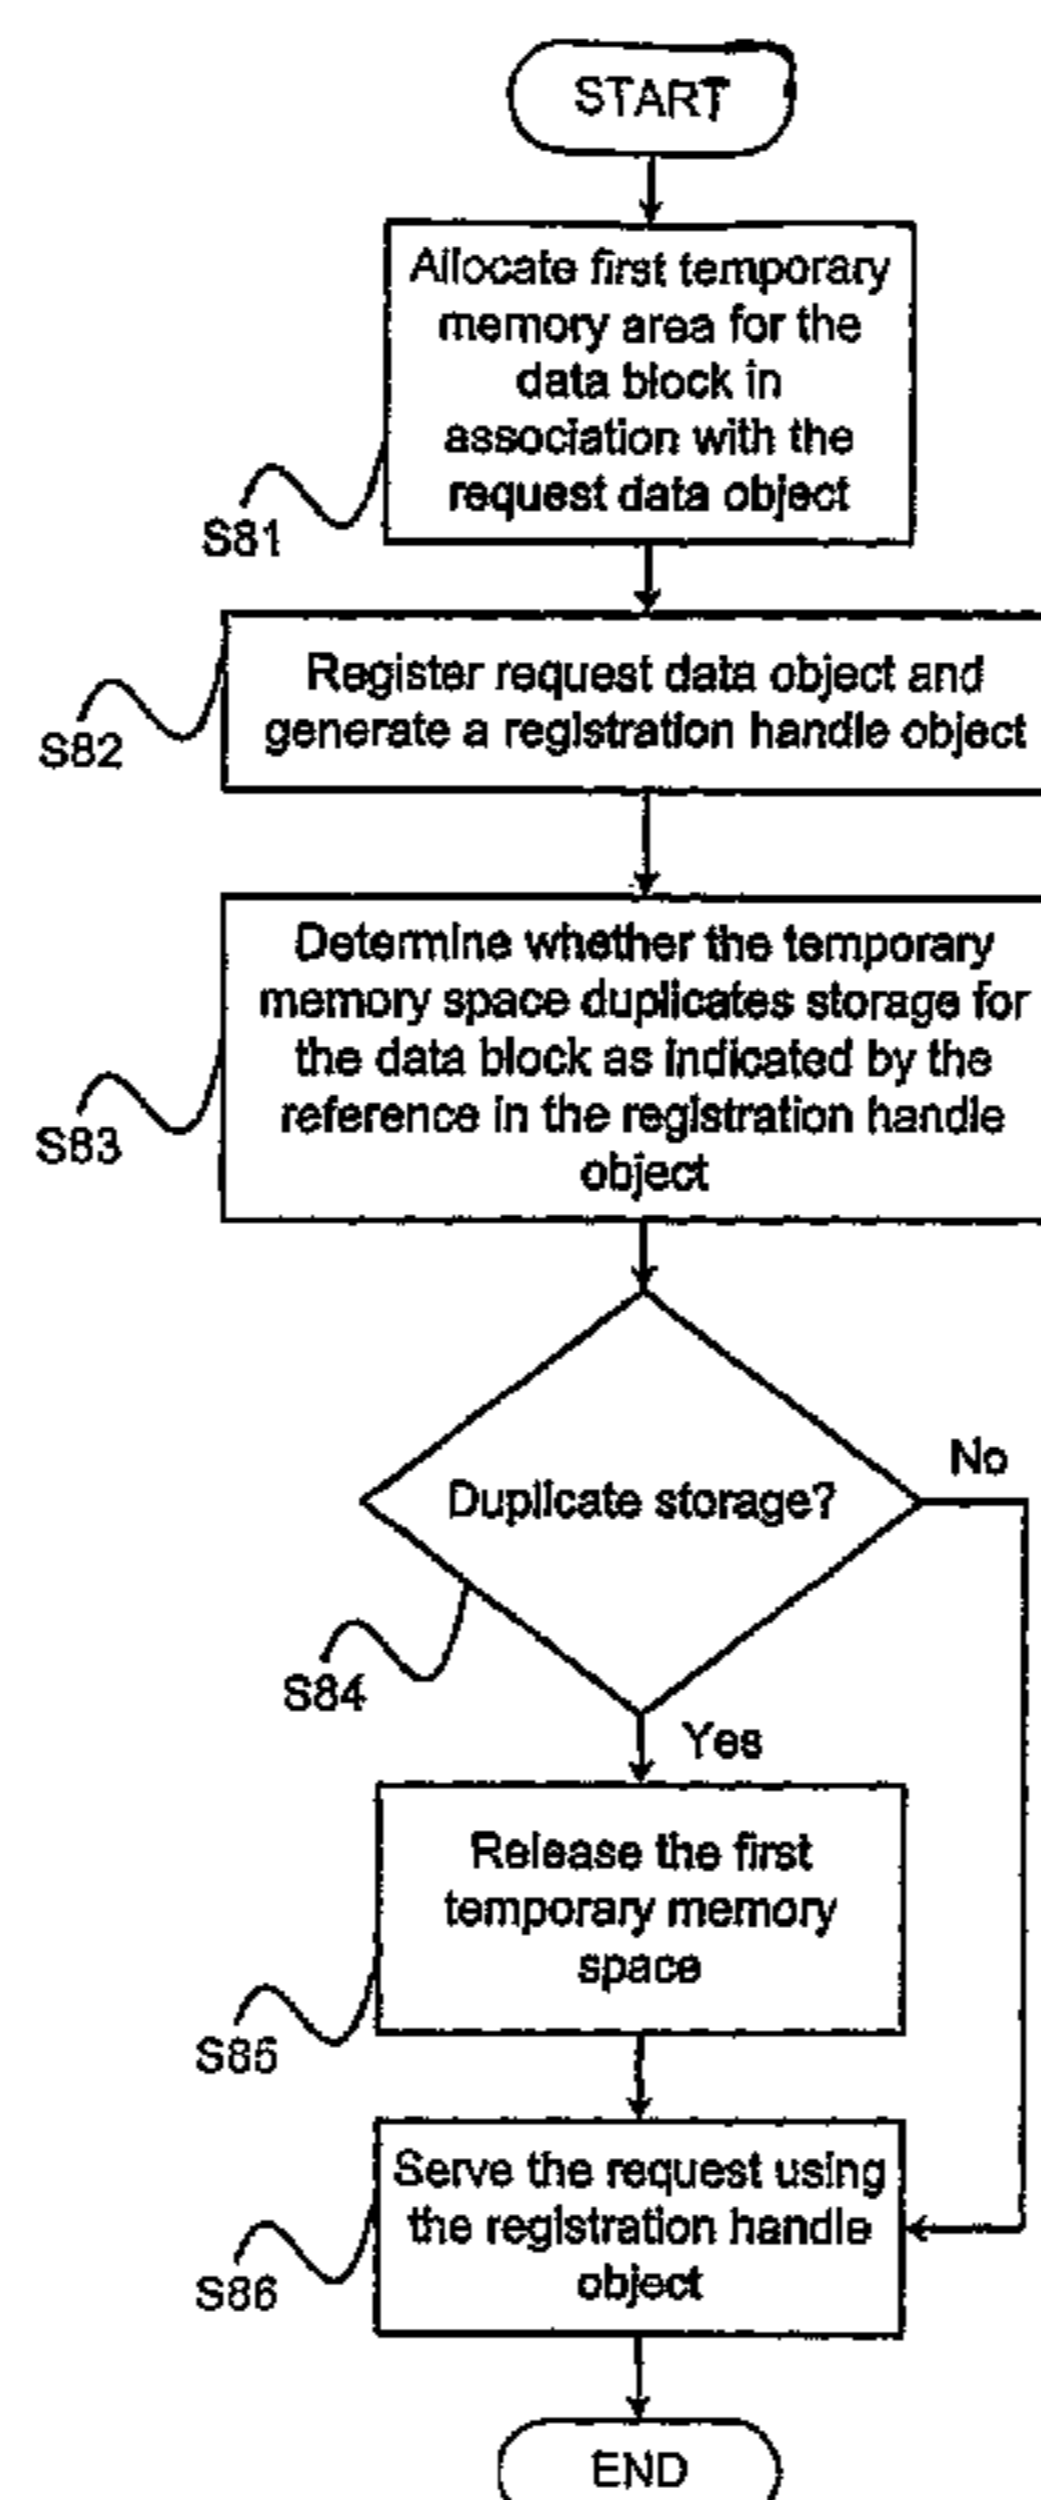 START
Allocate first temporary
memory area for the
data block in
association with the
request data object
S81
Register request data object and
generate a registration handle object
S82
Determine whether the temporary
memory space duplicates storage for
the data block as indicated by the
reference in the registration handle
object
S83
Duplicate storage?
No
S84
Yes
Release the first
temporary memory
space
S85
Serve the request using
the registration handle
object
S86
END